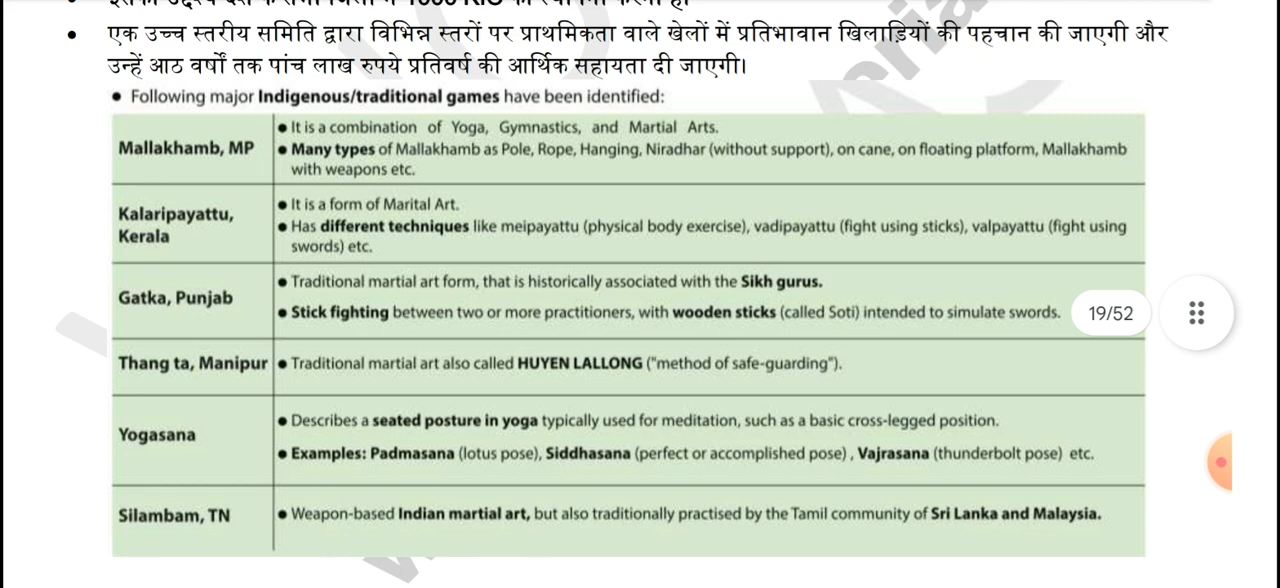 • एक उच्च स्तरीय समिति द्वारा विभिन्न स्तरों पर प्राथमिकता वाले खेलों में प्रतिभावान खिलाड़ियों की पहचान की जाएगी और
उन्हें आठ वर्षों तक पांच लाख रुपये प्रतिवर्ष की आर्थिक सहायता दी जाएगी।
• Following major Indigenous/traditional games have been identified:
Mallakhamb, MP
• It is a combination of Yoga, Gymnastics, and Martial Arts.
• Many types of Mallakhamb as Pole, Rope, Hanging, Niradhar (without support), on cane, on floating platform, Mallakhamb
with weapons etc.
Kalaripayattu,
Kerala
• It is a form of Marital Art.
• Has different techniques like meipayattu (physical body exercise), vadipayattu (fight using sticks), valpayattu (fight using
swords) etc.
Gatka, Punjab
• Traditional martial art form, that is historically associated with the Sikh gurus.
• Stick fighting between two or more practitioners, with wooden sticks (called Soti) intended to simulate swords.
19/52
Thang ta, Manipur
• Traditional martial art also called HUYEN LALLONG ("method of safe-guarding").
Yogasana
• Describes a seated posture in yoga typically used for meditation, such as a basic cross-legged position.
• Examples: Padmasana (lotus pose), Siddhasana (perfect or accomplished pose) , Vajrasana (thunderbolt pose) etc.
Silambam, TN
• Weapon-based Indian martial art, but also traditionally practised by the Tamil community of Sri Lanka and Malaysia.